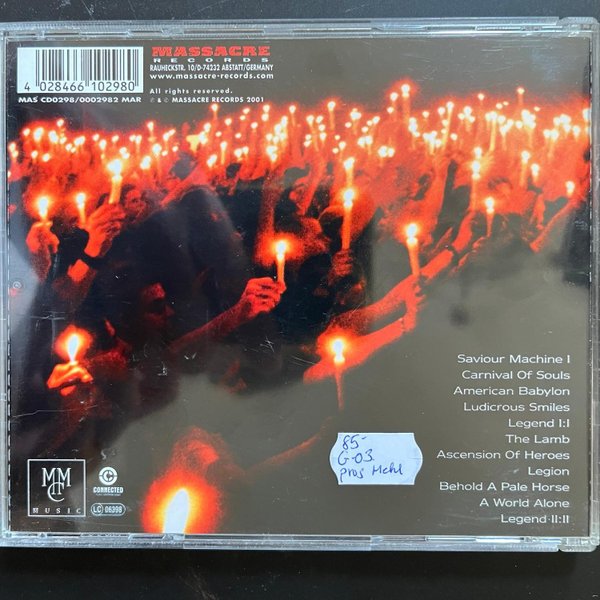 4 028466 102980
MAS CD0298/0002982 MAR
MASSACRE
RECORDS
RAUHECKSTR. 10/D-74232 ABSTATT/GERMANY
www.massacre-records.com
All rights reserved.
℗ & © MASSACRE RECORDS 2001
Saviour Machine I
Carnival Of Souls
American Babylon
Ludicrous Smiles
Legend I:I
The Lamb
Ascension Of Heroes
Legion
Behold A Pale Horse
A World Alone
Legend II:II
85-
G-03.
MCM
MUSIC
CONNECTED
LC 06398